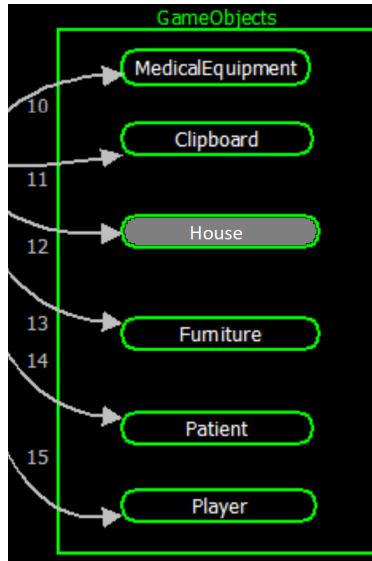 GameObjects
MedicalEquipment
10
Clipboard
11
House
12
13
Furniture
14
Patient
15
Player